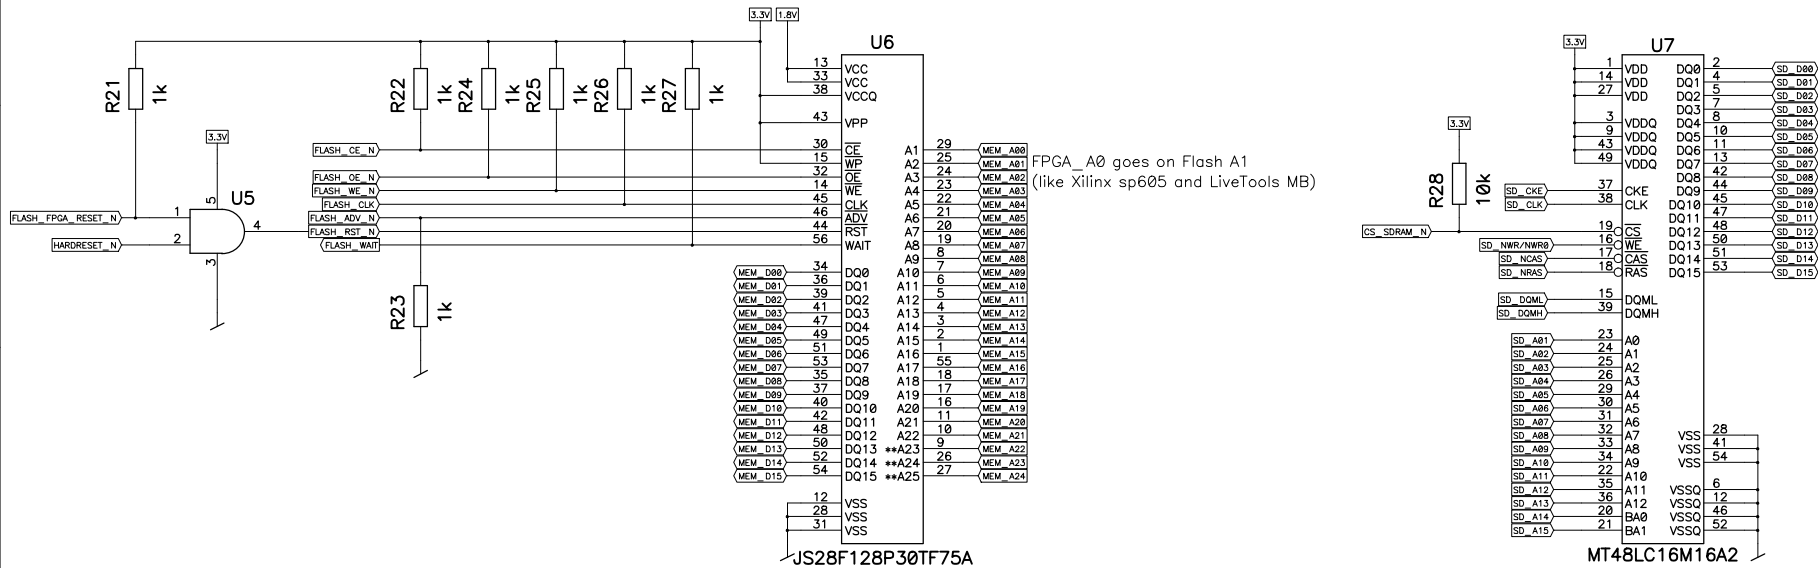 3.3V 1.8V
R21 1k
R22 1k
R24 1k
R25 1k
R26 1k
R27 1k
3.3V
U5
5
FLASH_FPGA_RESET_N 1
HARDRESET_N 2
4
3
R23 1k
FLASH_CE_N
FLASH_OE_N
FLASH_WE_N
FLASH_CLK
FLASH_ADV_N
FLASH_RST_N
FLASH_WAIT
U6
13 VCC
33 VCC
38 VCCQ
43 VPP
30 CE
15 WP
32 OE
14 WE
45 CLK
46 ADV
44 RST
56 WAIT
MEM_D00 34 DQ0
MEM_D01 36 DQ1
MEM_D02 39 DQ2
MEM_D03 41 DQ3
MEM_D04 47 DQ4
MEM_D05 49 DQ5
MEM_D06 51 DQ6
MEM_D07 53 DQ7
MEM_D08 35 DQ8
MEM_D09 37 DQ9
MEM_D10 40 DQ10
MEM_D11 42 DQ11
MEM_D12 48 DQ12
MEM_D13 50 DQ13
MEM_D14 52 DQ14
MEM_D15 54 DQ15
12 VSS
28 VSS
31 VSS
A1 29 MEM_A00
A2 25 MEM_A01
A3 24 MEM_A02
A4 23 MEM_A03
A5 22 MEM_A04
A6 21 MEM_A05
A7 20 MEM_A06
A8 19 MEM_A07
A9 8 MEM_A08
A10 7 MEM_A09
A11 6 MEM_A10
A12 5 MEM_A11
A13 4 MEM_A12
A14 3 MEM_A13
A15 2 MEM_A14
A16 1 MEM_A15
A17 55 MEM_A16
A18 18 MEM_A17
A19 17 MEM_A18
A20 16 MEM_A19
A21 11 MEM_A20
A22 10 MEM_A21
**A23 9 MEM_A22
**A24 26 MEM_A23
**A25 27 MEM_A24
JS28F128P30TF75A
FPGA_A0 goes on Flash A1
(like Xilinx sp605 and LiveTools MB)
3.3V
U7
3.3V
R28 10k
CS_SDRAM_N
1 VDD
14 VDD
27 VDD
3 VDDQ
9 VDDQ
43 VDDQ
49 VDDQ
SD_CKE 37 CKE
SD_CLK 38 CLK
19 CS
SD_NWR/NWR0 16 WE
SD_NCAS 17 CAS
SD_NRAS 18 RAS
SD_DQML 15 DQML
SD_DQMH 39 DQMH
SD_A01 23 A0
SD_A02 24 A1
SD_A03 25 A2
SD_A04 26 A3
SD_A05 29 A4
SD_A06 30 A5
SD_A07 31 A6
SD_A08 32 A7
SD_A09 33 A8
SD_A10 34 A9
SD_A11 22 A10
SD_A12 35 A11
SD_A13 36 A12
SD_A14 20 BA0
SD_A15 21 BA1
DQ0 2 SD_D00
DQ1 4 SD_D01
DQ2 5 SD_D02
DQ3 7 SD_D03
DQ4 8 SD_D04
DQ5 10 SD_D05
DQ6 11 SD_D06
DQ7 13 SD_D07
DQ8 42 SD_D08
DQ9 44 SD_D09
DQ10 45 SD_D10
DQ11 47 SD_D11
DQ12 48 SD_D12
DQ13 50 SD_D13
DQ14 51 SD_D14
DQ15 53 SD_D15
VSS 28
VSS 41
VSS 54
VSSQ 6
VSSQ 12
VSSQ 46
VSSQ 52
MT48LC16M16A2